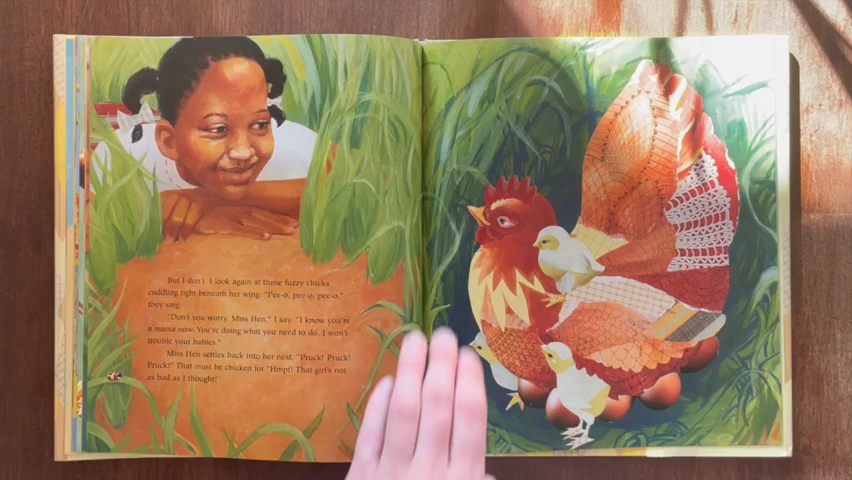 But I don't. I look again at those fuzzy chicks
cuddling tight beneath her wing. "Pee-o, pee-o, pee-o,"
they sing.
"Don't you worry, Miss Hen," I say. "I know you're
a mama now. You're doing what you need to do. I won't
trouble your babies."
Miss Hen settles back into her nest. "Pruck! Pruck!
Pruck!" That must be chicken for "Hmpf! That girl's not
as bad as I thought!"